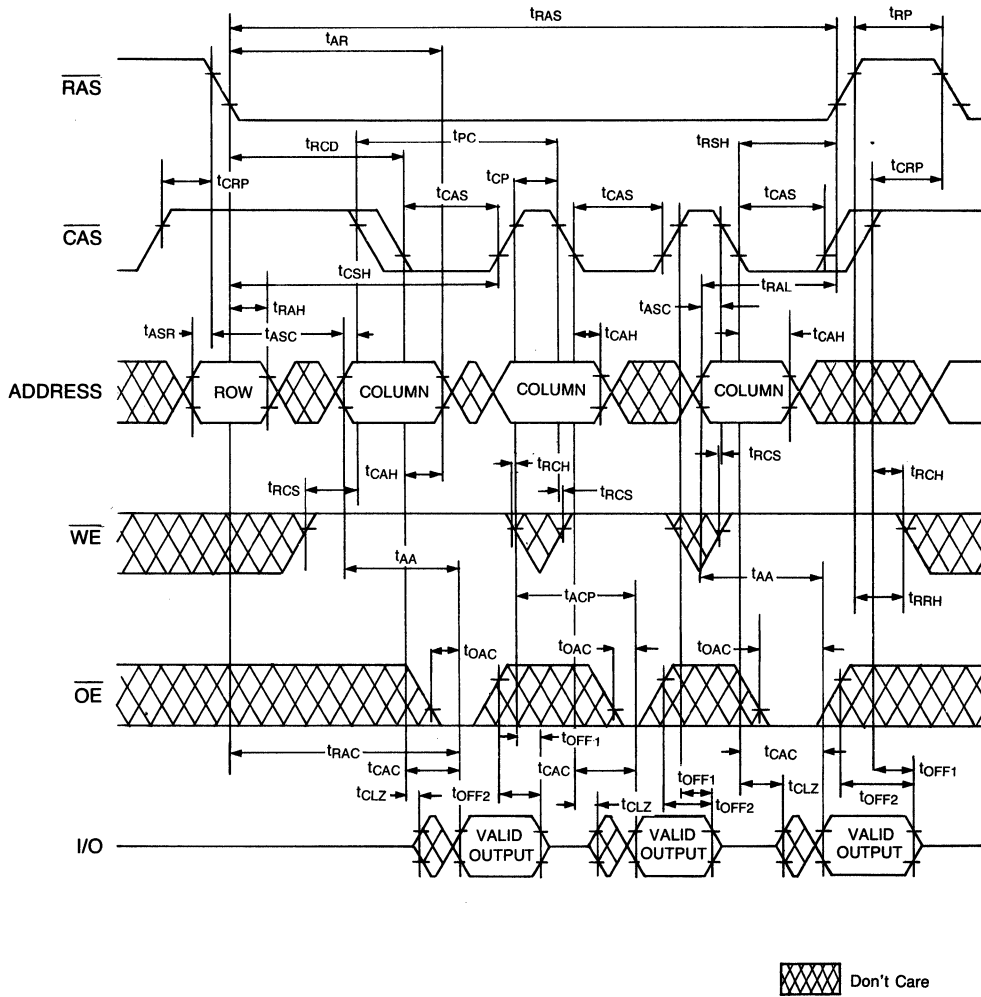 tRAS
tRP
tAR
RAS
tRCD
tPC
tRSH
tCRP
tCAS
tCP
tCAS
tCAS
tCRP
CAS
tCSH
tRAH
tRAL
tASR
tASC
tCAH
tASC
tCAH
ADDRESS
ROW
COLUMN
COLUMN
COLUMN
tRCS
tCAH
tRCH
tRCS
tRCS
tRCH
WE
tAA
tACP
tAA
tRRH
tOAC
tOAC
tOAC
OE
tRAC
tCAC
tOFF1
tCAC
tCAC
tCLZ
tOFF2
tCLZ
tOFF1
tOFF2
tCLZ
tOFF2
tOFF1
I/O
VALID
OUTPUT
VALID
OUTPUT
VALID
OUTPUT
Don't Care